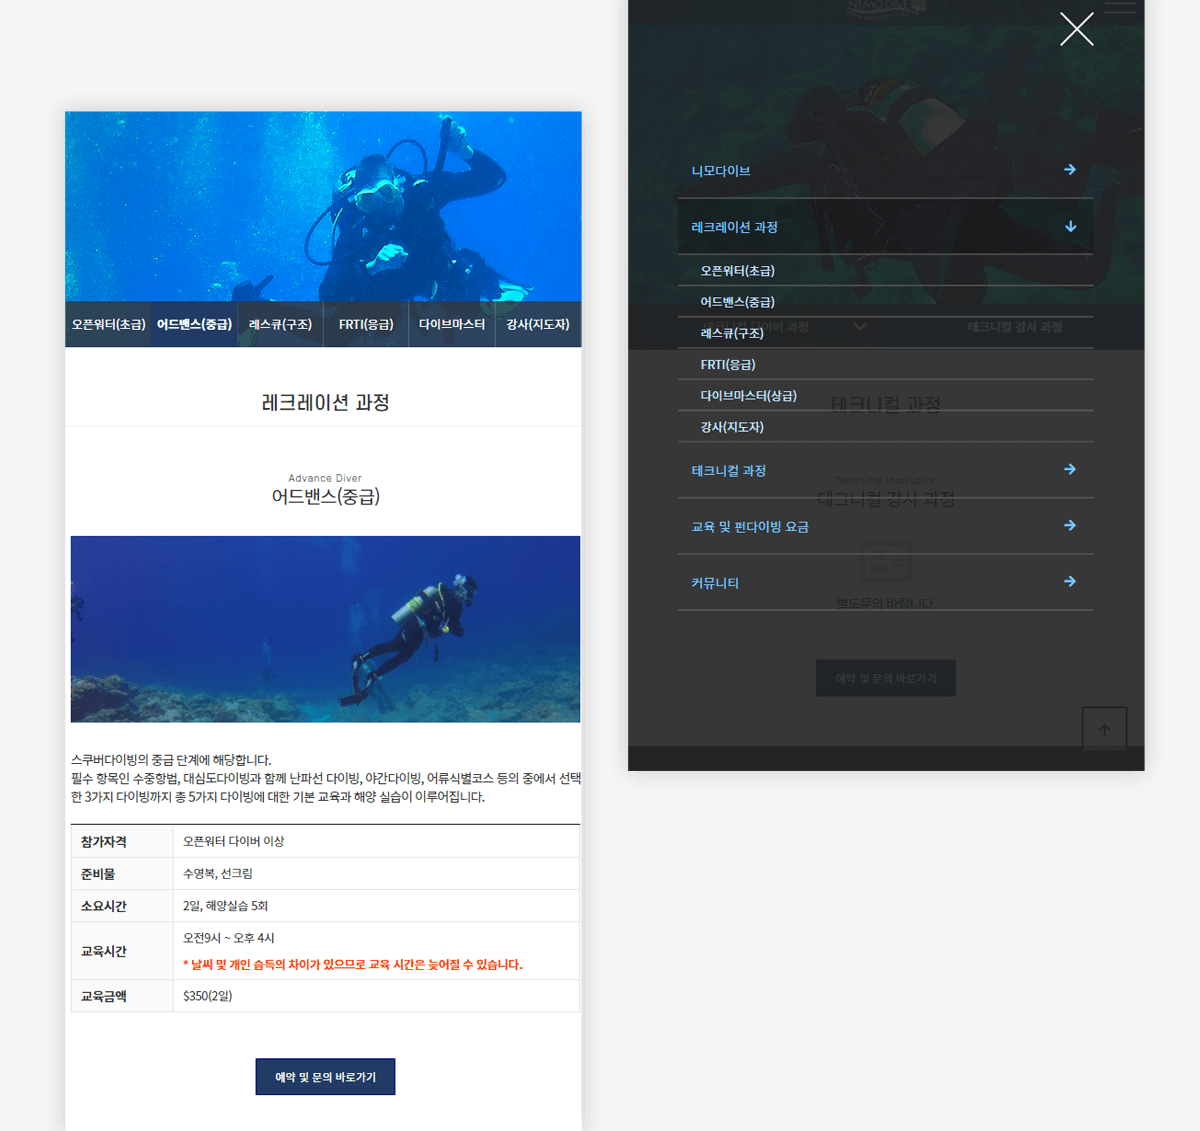 오픈워터(초급)
어드밴스(중급)
레스큐(구조)
FRTI(응급)
다이브마스터
강사(지도자)
레크레이션 과정
Advance Diver
어드밴스(중급)
스쿠버다이빙의 중급 단계에 해당합니다.
필수 항목인 수중항법, 대심도다이빙과 함께 난파선 다이빙, 야간다이빙, 어류식별코스 등의 중에서 선택
한 3가지 다이빙까지 총 5가지 다이빙에 대한 기본 교육과 해양 실습이 이루어집니다.
참가자격 오픈워터 다이버 이상
준비물 수영복, 선크림
소요시간 2일, 해양실습 5회
교육시간 오전9시 ~ 오후 4시
* 날씨 및 개인 습득의 차이가 있으므로 교육 시간은 늦어질 수 있습니다.
교육금액 $350(2일)
예약 및 문의 바로가기
NEMO DIVE
니모다이브
레크레이션 과정
오픈워터(초급)
어드밴스(중급)
레스큐(구조)
FRTI(응급)
다이브마스터(상급)
강사(지도자)
테크니컬 과정
교육 및 펀다이빙 요금
커뮤니티
테크니컬 다이버 과정
테크니컬 강사 과정
테크니컬 과정
Technical Instructor
테크니컬 강사 과정
별도문의 바랍니다.
예약 및 문의 바로가기